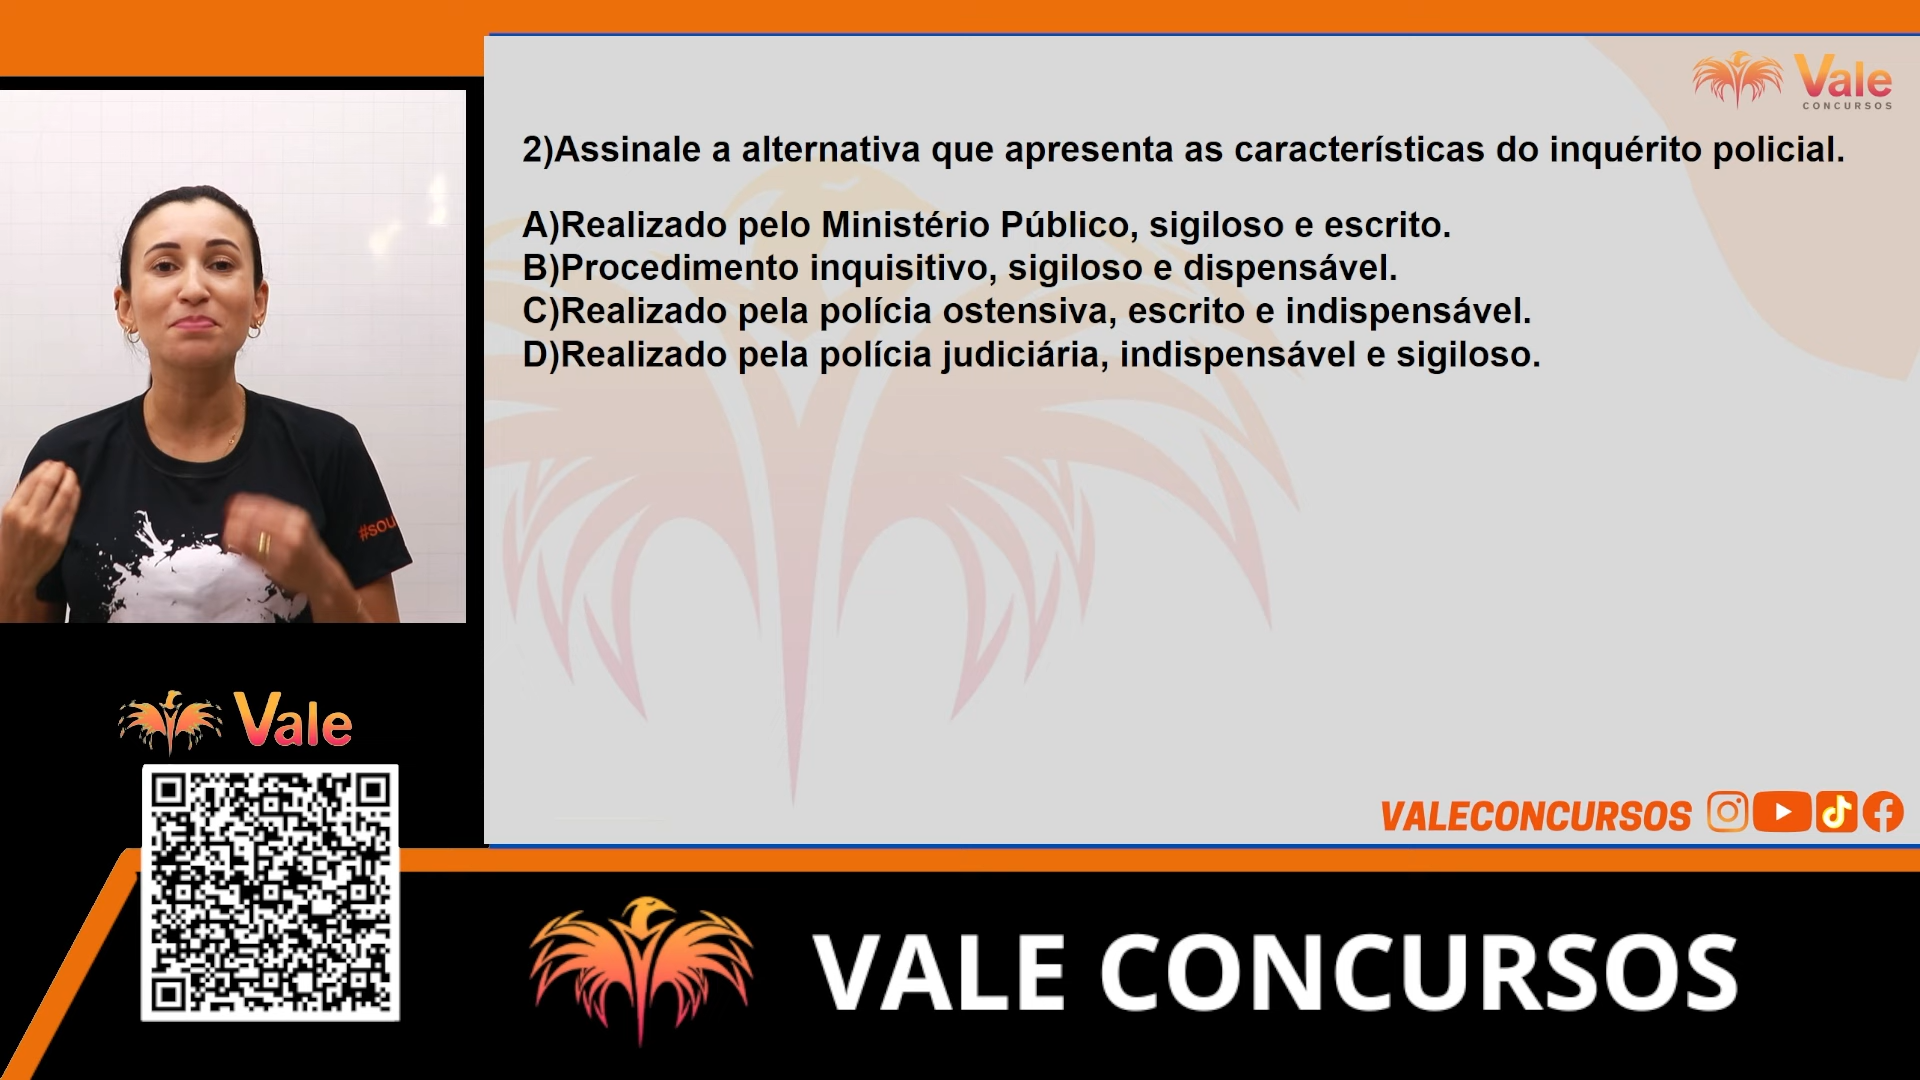 Vale
CONCURSOS
2)Assinale a alternativa que apresenta as características do inquérito policial.
A)Realizado pelo Ministério Público, sigiloso e escrito.
B)Procedimento inquisitivo, sigiloso e dispensável.
C)Realizado pela polícia ostensiva, escrito e indispensável.
D)Realizado pela polícia judiciária, indispensável e sigiloso.
#sou
Vale
VALECONCURSOS
VALE CONCURSOS